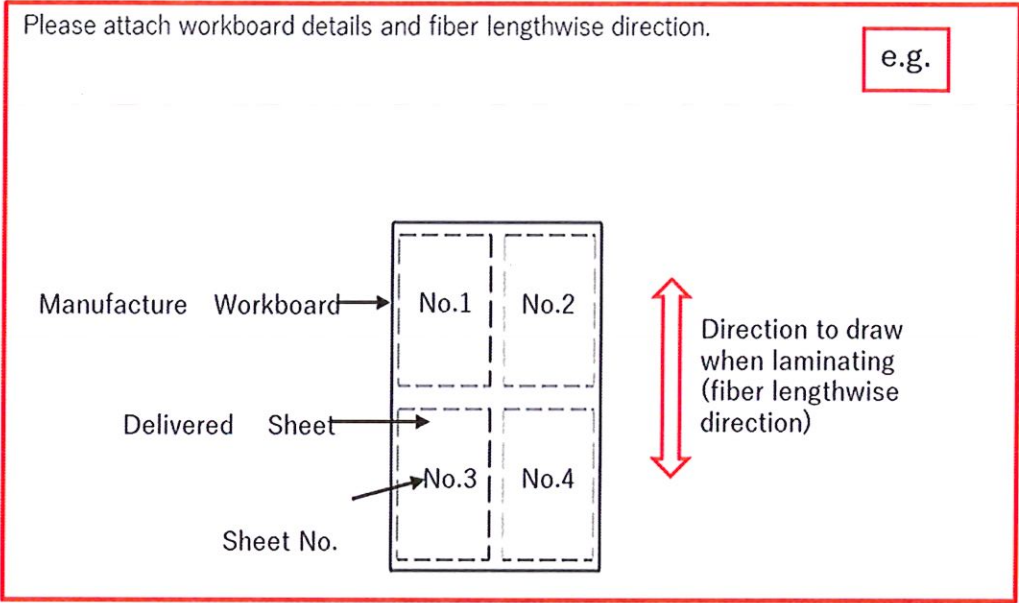 Please attach workboard details and fiber lengthwise direction.
e.g.
Manufacture Workboard
No.1
No.2
Direction to draw
when laminating
(fiber lengthwise
direction)
Delivered Sheet
No.3
No.4
Sheet No.